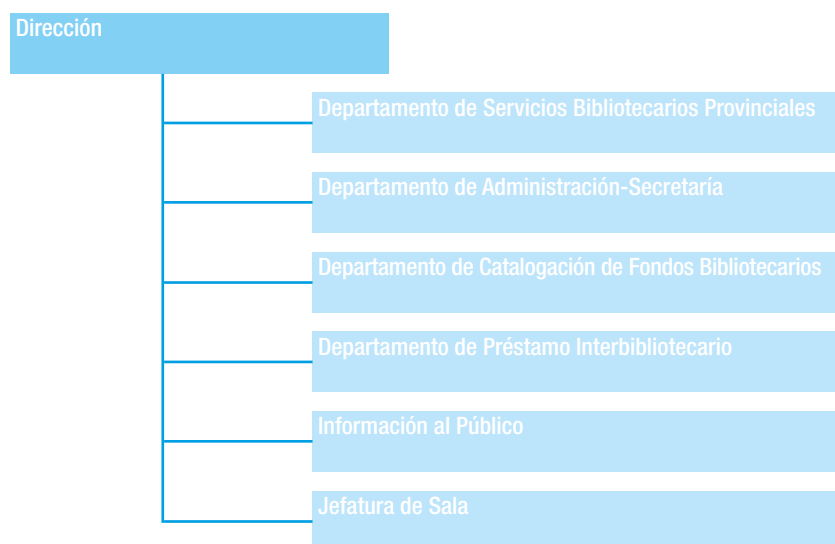 Dirección
Departamento de Servicios Bibliotecarios Provinciales
Departamento de Administración-Secretaría
Departamento de Catalogación de Fondos Bibliotecarios
Departamento de Préstamo Interbibliotecario
Información al Público
Jefatura de Sala